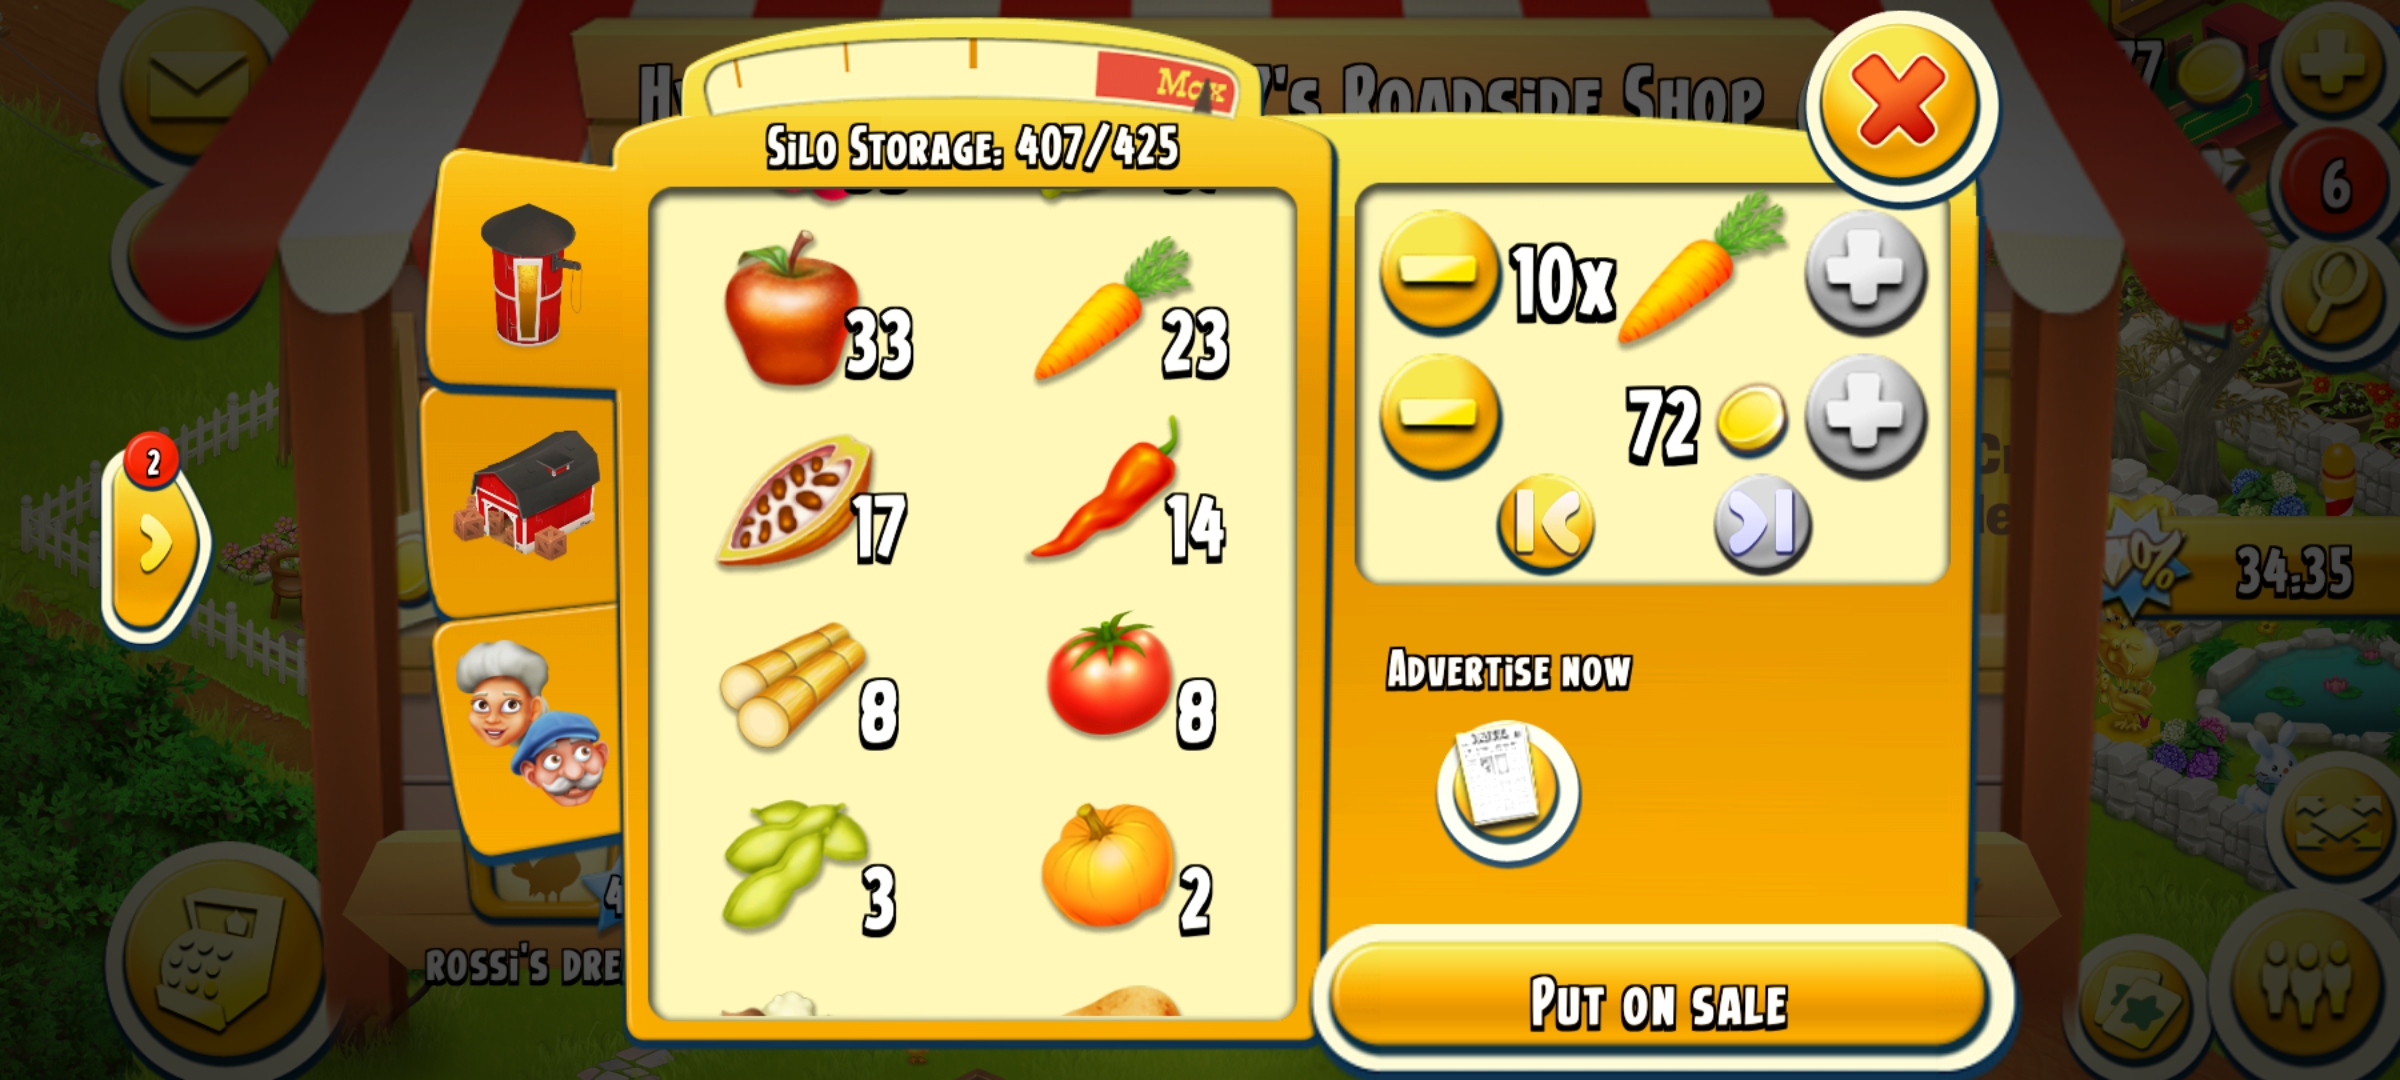 'S ROADSIDE SHOP
Max
SILO STORAGE: 407/425
33
23
10x
72
17
14
8
8
3
2
ADVERTISE NOW
PUT ON SALE
2
6
34:35
ROSSI'S